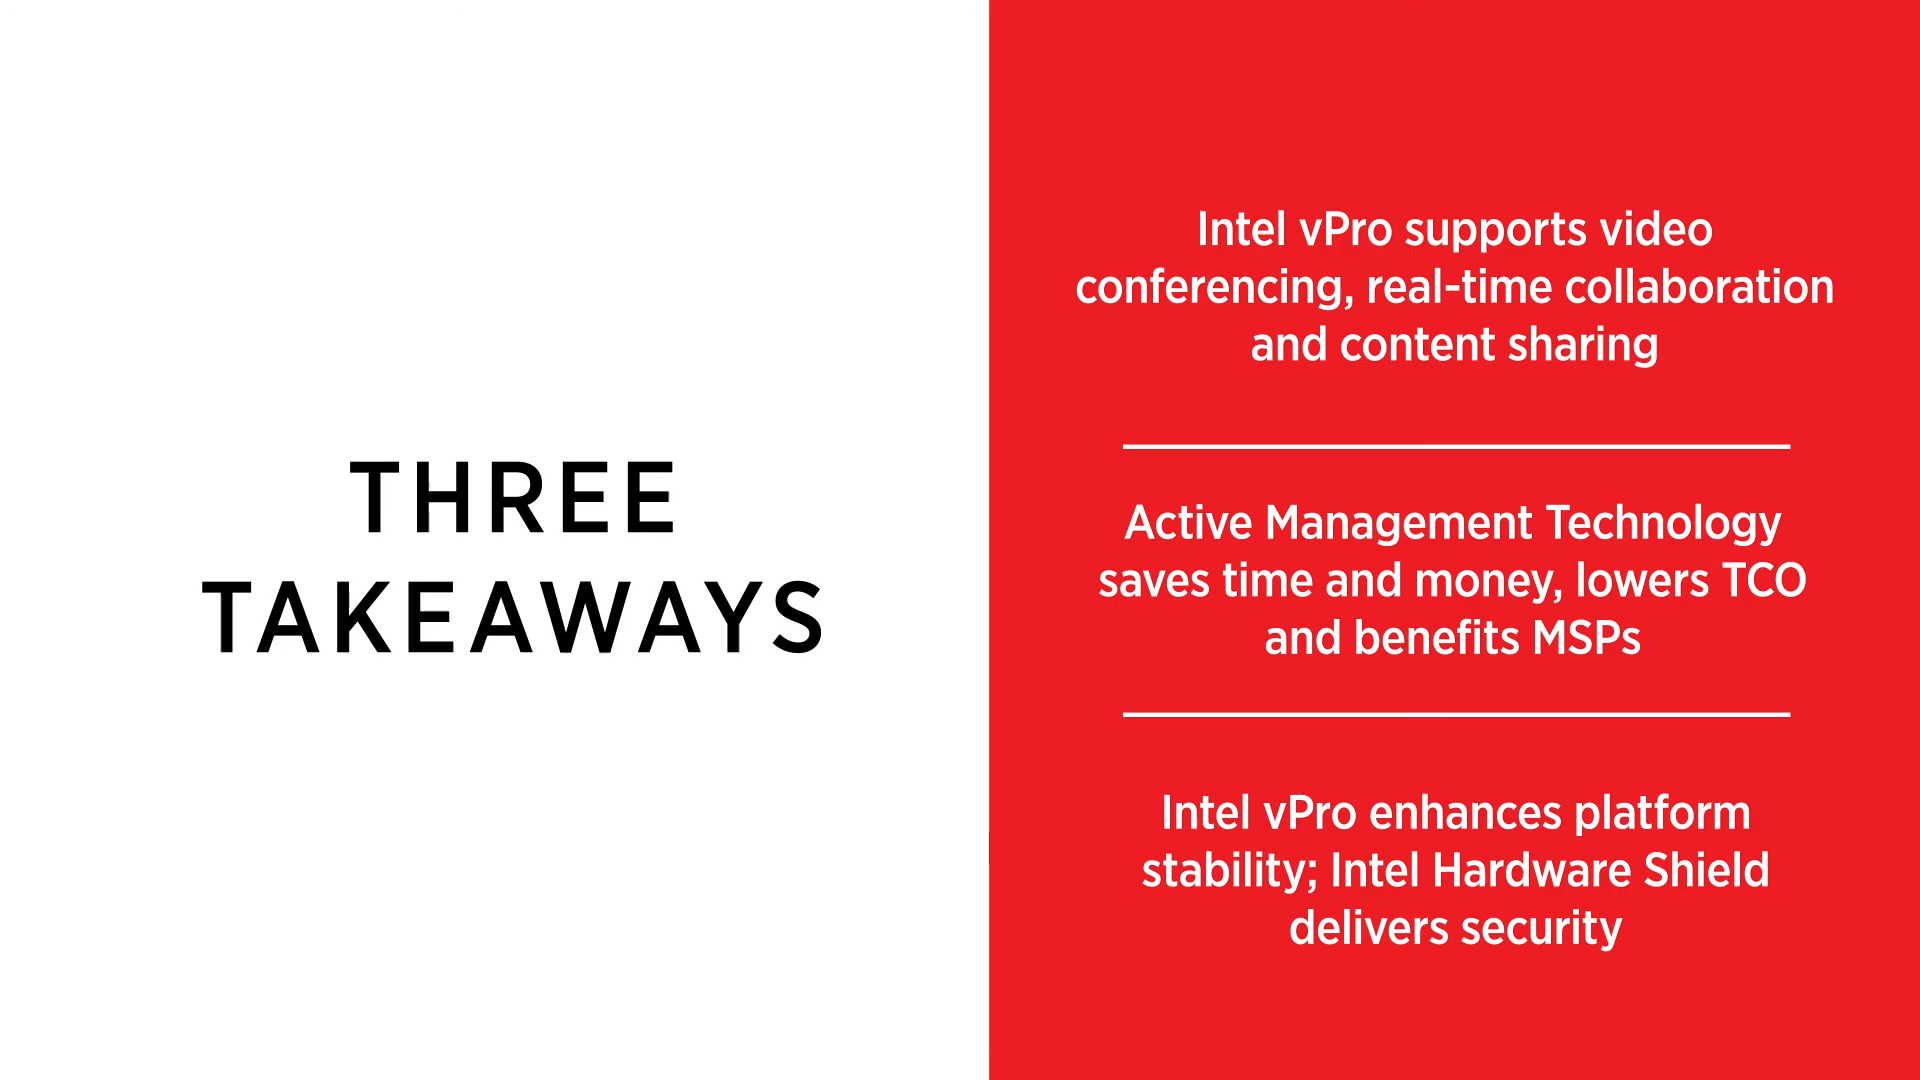 THREE
TAKEAWAYS
Intel vPro supports video
conferencing, real-time collaboration
and content sharing
Active Management Technology
saves time and money, lowers TCO
and benefits MSPs
Intel vPro enhances platform
stability; Intel Hardware Shield
delivers security